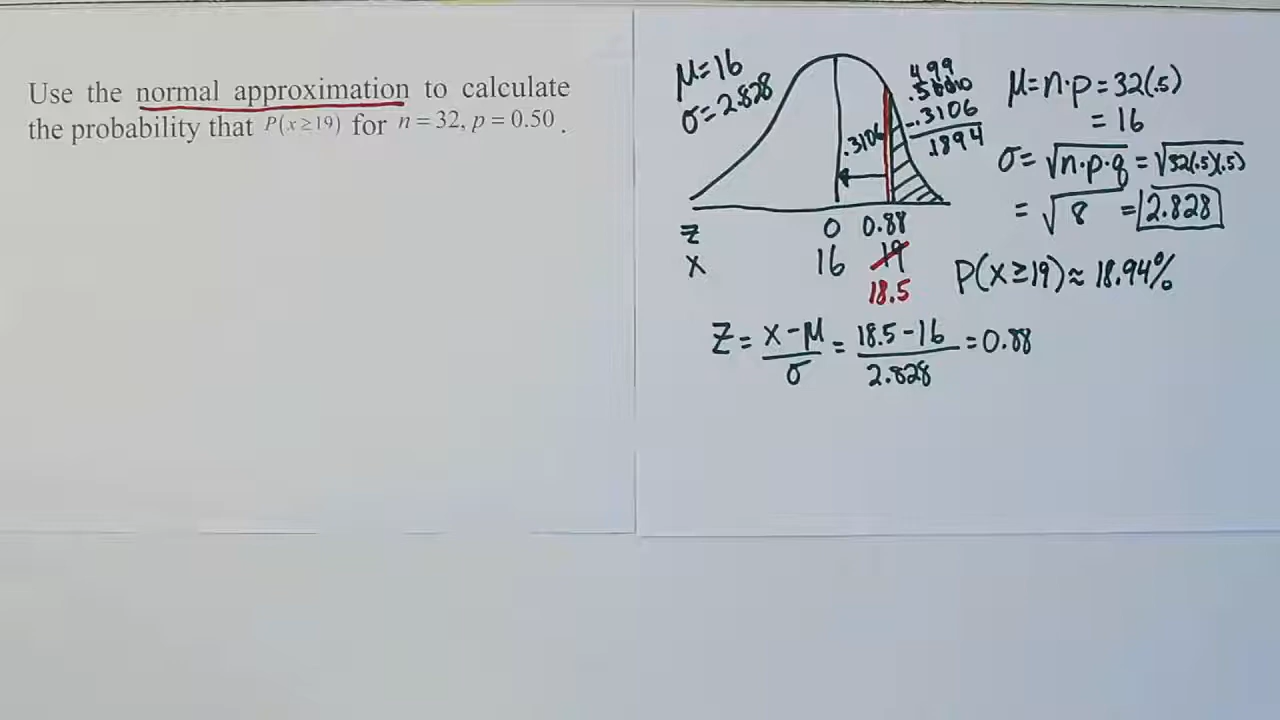 Use the normal approximation to calculate
the probability that P(x≥19) for n = 32, p = 0.50 .
μ=16
σ=2.828
.3106
499
.50000
-.3106
.1894
Z 0 0.88
X 16 19
18.5
μ=n·p = 32(.5)
= 16
σ=√n·p·q = √32(.5)(.5)
= √8 = 2.828
P(X≥19)≈ 18.94%
Z = X-μ/σ = 18.5-16/2.828 = 0.88